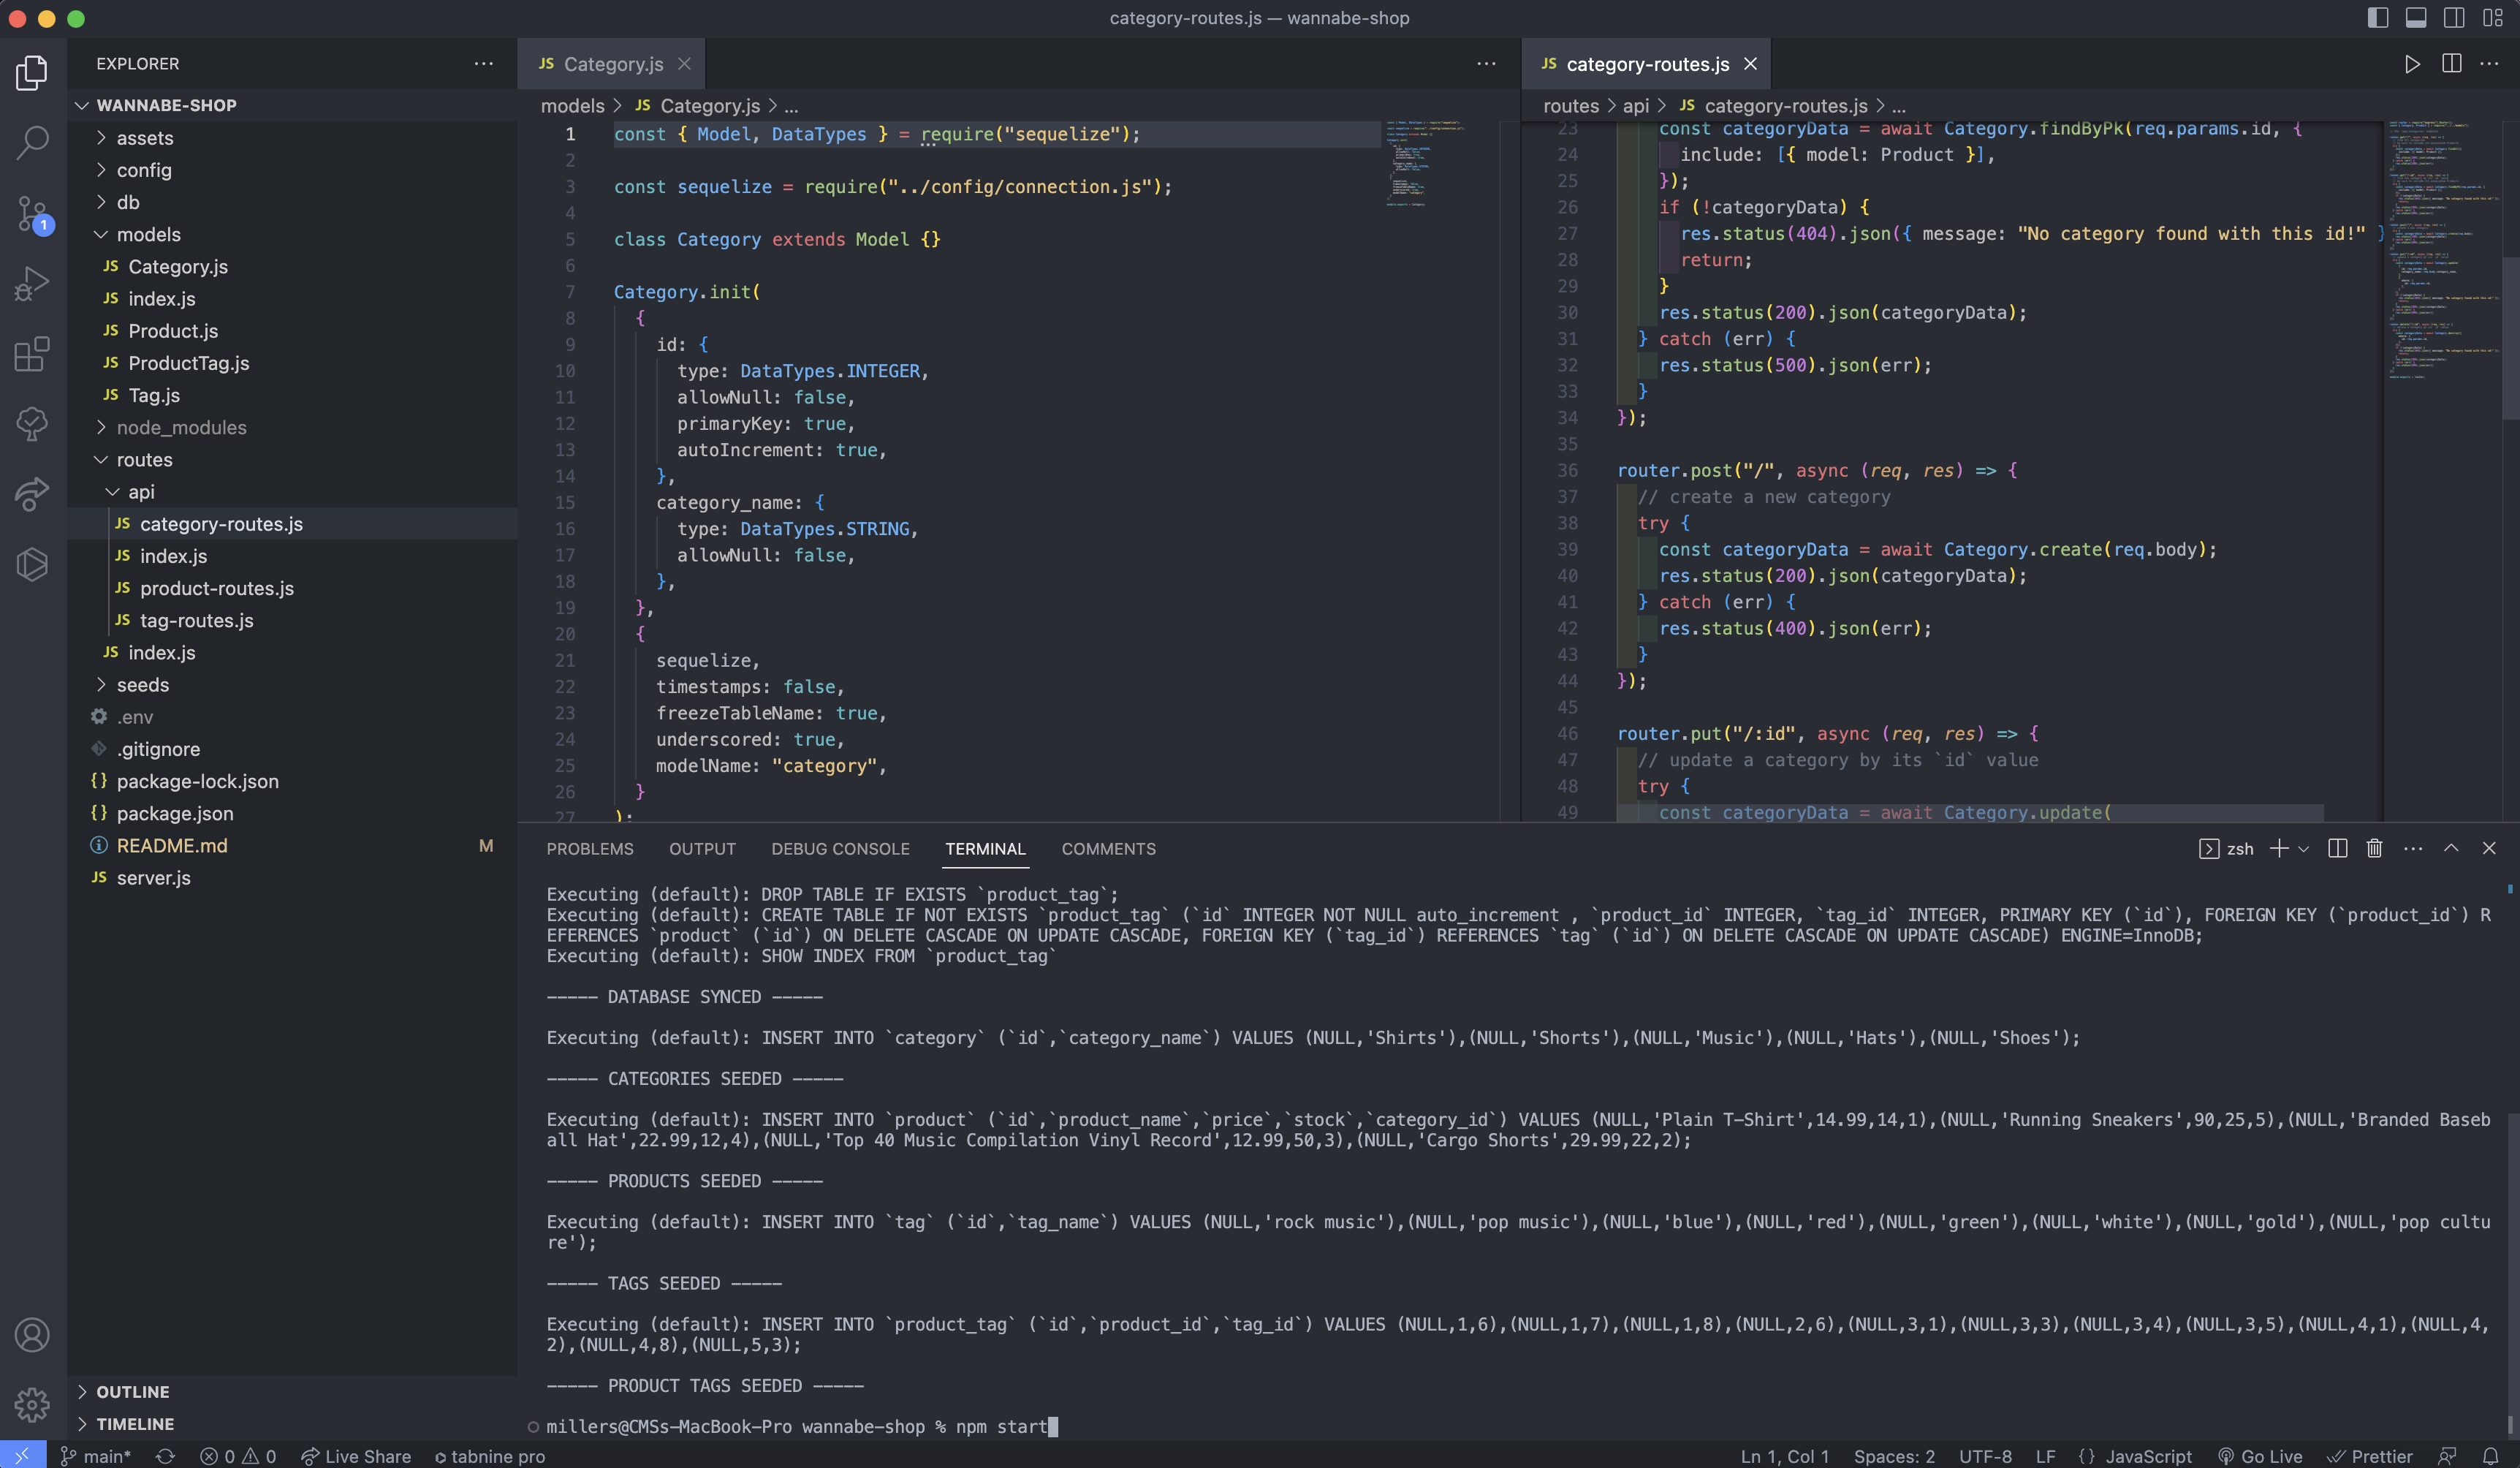 category-routes.js — wannabe-shop
EXPLORER
WANNABE-SHOP
assets
config
db
models
JS Category.js
JS index.js
JS Product.js
JS ProductTag.js
JS Tag.js
node_modules
routes
api
JS category-routes.js
JS index.js
JS product-routes.js
JS tag-routes.js
JS index.js
seeds
.env
.gitignore
{} package-lock.json
{} package.json
README.md M
JS server.js
OUTLINE
TIMELINE
1
JS Category.js
models > JS Category.js > ...
1 const { Model, DataTypes } = require("sequelize");
2
3 const sequelize = require("../config/connection.js");
4
5 class Category extends Model {}
6
7 Category.init(
8 {
9 id: {
10 type: DataTypes.INTEGER,
11 allowNull: false,
12 primaryKey: true,
13 autoIncrement: true,
14 },
15 category_name: {
16 type: DataTypes.STRING,
17 allowNull: false,
18 },
19 },
20 {
21 sequelize,
22 timestamps: false,
23 freezeTableName: true,
24 underscored: true,
25 modelName: "category",
26 }
27 );
JS category-routes.js
routes > api > JS category-routes.js > ...
23 const categoryData = await Category.findByPk(req.params.id, {
24 include: [{ model: Product }],
25 });
26 if (!categoryData) {
27 res.status(404).json({ message: "No category found with this id!" }
28 return;
29 }
30 res.status(200).json(categoryData);
31 } catch (err) {
32 res.status(500).json(err);
33 }
34 });
35
36 router.post("/", async (req, res) => {
37 // create a new category
38 try {
39 const categoryData = await Category.create(req.body);
40 res.status(200).json(categoryData);
41 } catch (err) {
42 res.status(400).json(err);
43 }
44 });
45
46 router.put("/:id", async (req, res) => {
47 // update a category by its `id` value
48 try {
49 const categoryData = await Category.update(
PROBLEMS OUTPUT DEBUG CONSOLE TERMINAL COMMENTS zsh
Executing (default): DROP TABLE IF EXISTS `product_tag`;
Executing (default): CREATE TABLE IF NOT EXISTS `product_tag` (`id` INTEGER NOT NULL auto_increment , `product_id` INTEGER, `tag_id` INTEGER, PRIMARY KEY (`id`), FOREIGN KEY (`product_id`) R
EFERENCES `product` (`id`) ON DELETE CASCADE ON UPDATE CASCADE, FOREIGN KEY (`tag_id`) REFERENCES `tag` (`id`) ON DELETE CASCADE ON UPDATE CASCADE) ENGINE=InnoDB;
Executing (default): SHOW INDEX FROM `product_tag`
----- DATABASE SYNCED -----
Executing (default): INSERT INTO `category` (`id`,`category_name`) VALUES (NULL,'Shirts'),(NULL,'Shorts'),(NULL,'Music'),(NULL,'Hats'),(NULL,'Shoes');
----- CATEGORIES SEEDED -----
Executing (default): INSERT INTO `product` (`id`,`product_name`,`price`,`stock`,`category_id`) VALUES (NULL,'Plain T-Shirt',14.99,14,1),(NULL,'Running Sneakers',90,25,5),(NULL,'Branded Baseb
all Hat',22.99,12,4),(NULL,'Top 40 Music Compilation Vinyl Record',12.99,50,3),(NULL,'Cargo Shorts',29.99,22,2);
----- PRODUCTS SEEDED -----
Executing (default): INSERT INTO `tag` (`id`,`tag_name`) VALUES (NULL,'rock music'),(NULL,'pop music'),(NULL,'blue'),(NULL,'red'),(NULL,'green'),(NULL,'white'),(NULL,'gold'),(NULL,'pop cultu
re');
----- TAGS SEEDED -----
Executing (default): INSERT INTO `product_tag` (`id`,`product_id`,`tag_id`) VALUES (NULL,1,6),(NULL,1,7),(NULL,1,8),(NULL,2,6),(NULL,3,1),(NULL,3,3),(NULL,3,4),(NULL,3,5),(NULL,4,1),(NULL,4,
2),(NULL,4,8),(NULL,5,3);
----- PRODUCT TAGS SEEDED -----
millers@CMSs-MacBook-Pro wannabe-shop % npm start
main* 0 0 Live Share tabnine pro Ln 1, Col 1 Spaces: 2 UTF-8 LF {} JavaScript Go Live Prettier